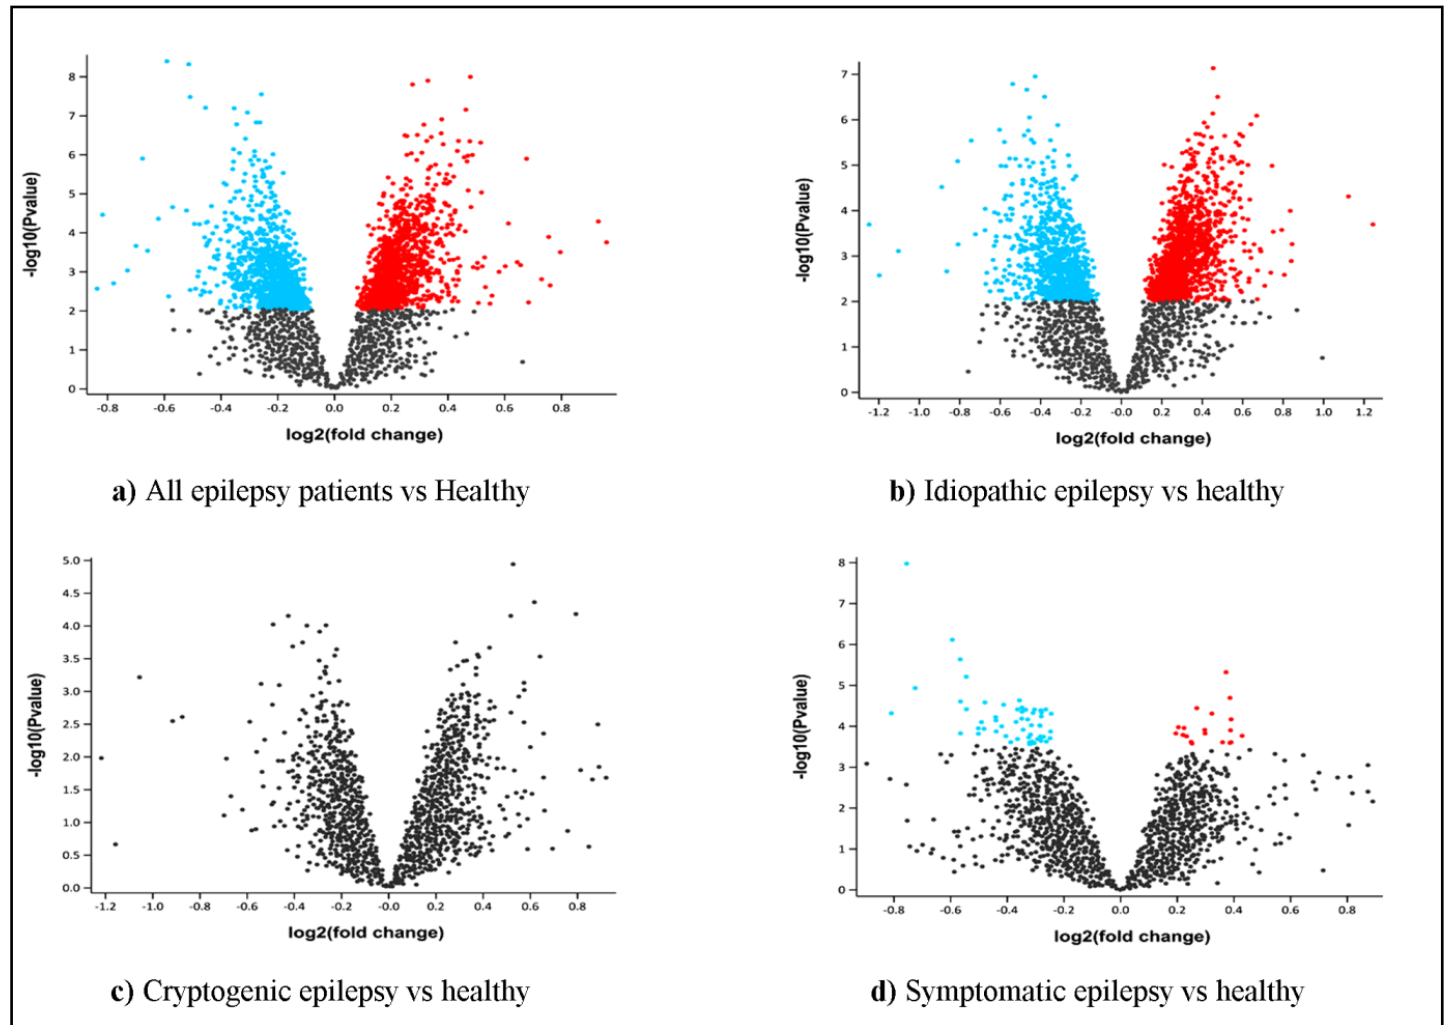 8
7
6
5
4
3
2
1
0
-log10(Pvalue)
-0.8 -0.6 -0.4 -0.2 0.0 0.2 0.4 0.6 0.8
log2(fold change)
a) All epilepsy patients vs Healthy
7
6
5
4
3
2
1
0
-log10(Pvalue)
-1.2 -1.0 -0.8 -0.6 -0.4 -0.2 -0.0 0.2 0.4 0.6 0.8 1.0 1.2
log2(fold change)
b) Idiopathic epilepsy vs healthy
5.0
4.5
4.0
3.5
3.0
2.5
2.0
1.5
1.0
0.5
0.0
-log10(Pvalue)
-1.2 -1.0 -0.8 -0.6 -0.4 -0.2 -0.0 0.2 0.4 0.6 0.8
log2(fold change)
c) Cryptogenic epilepsy vs healthy
8
7
6
5
4
3
2
1
0
-log10(Pvalue)
-0.8 -0.6 -0.4 -0.2 0.0 0.2 0.4 0.6 0.8
log2(fold change)
d) Symptomatic epilepsy vs healthy